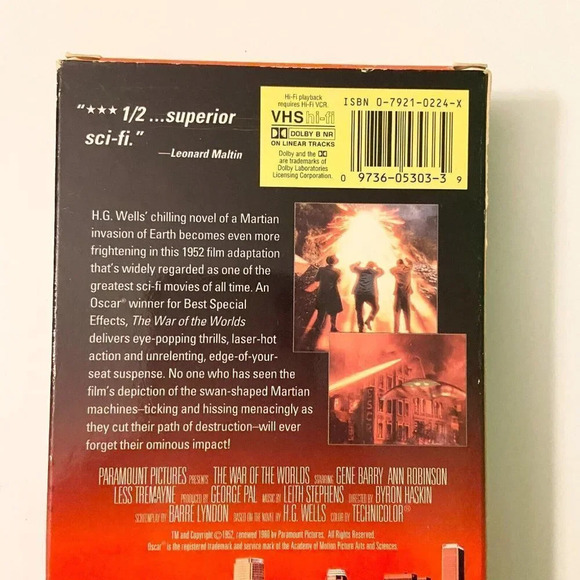 “★★★ 1/2 ...superior
sci-fi.”
—Leonard Maltin
Hi-Fi playback
requires Hi-Fi VCR.
VHS hi-fi
DOLBY B NR
ON LINEAR TRACKS
Dolby and the
are trademarks of
Dolby Laboratories
Licensing Corporation.
ISBN 0-7921-0224-X
0 9736-05303-3 9
H.G. Wells’ chilling novel of a Martian
invasion of Earth becomes even more
frightening in this 1952 film adaptation
that’s widely regarded as one of the
greatest sci-fi movies of all time. An
Oscar® winner for Best Special
Effects, The War of the Worlds
delivers eye-popping thrills, laser-hot
action and unrelenting, edge-of-your-
seat suspense. No one who has seen the
film’s depiction of the swan-shaped Martian
machines–ticking and hissing menacingly as
they cut their path of destruction–will ever
forget their ominous impact!
PARAMOUNT PICTURES PRESENTS THE WAR OF THE WORLDS STARRING GENE BARRY ANN ROBINSON
LESS TREMAYNE PRODUCED BY GEORGE PAL MUSIC BY LEITH STEPHENS DIRECTED BY BYRON HASKIN
SCREENPLAY BY BARRE LYNDON BASED ON THE NOVEL BY H.G. WELLS COLOR BY TECHNICOLOR®
TM and Copyright ©1952, renewed 1980 by Paramount Pictures. All Rights Reserved.
Oscar® is the registered trademark and service mark of the Academy of Motion Picture Arts and Sciences.